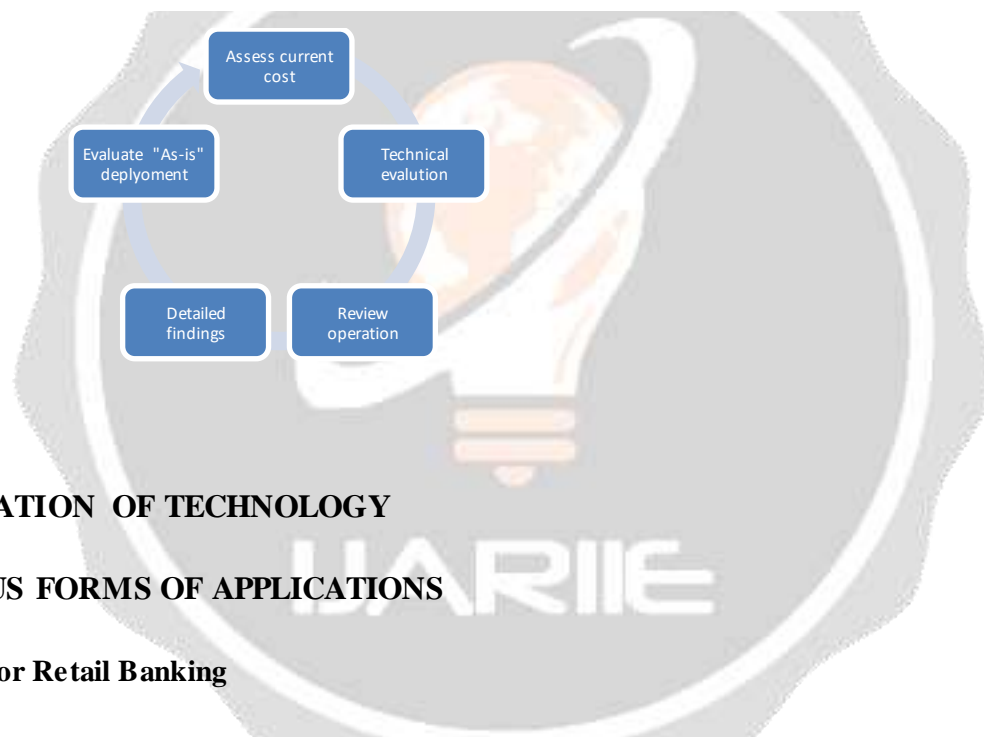 Assess current
cost
Technical
evalution
Review
operation
Detailed
findings
Evaluate "As-is"
deplyoment
ATION OF TECHNOLOGY
US FORMS OF APPLICATIONS
or Retail Banking
IJARIIE